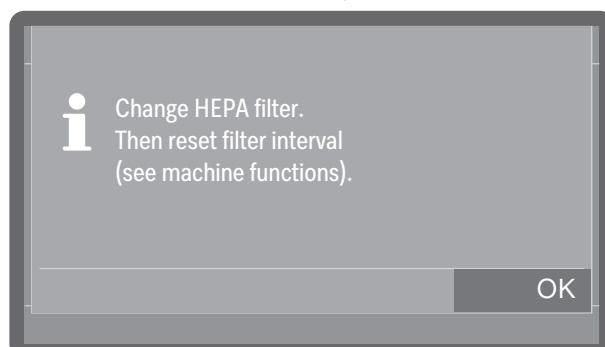 Change HEPA filter.
Then reset filter interval
(see machine functions).
OK